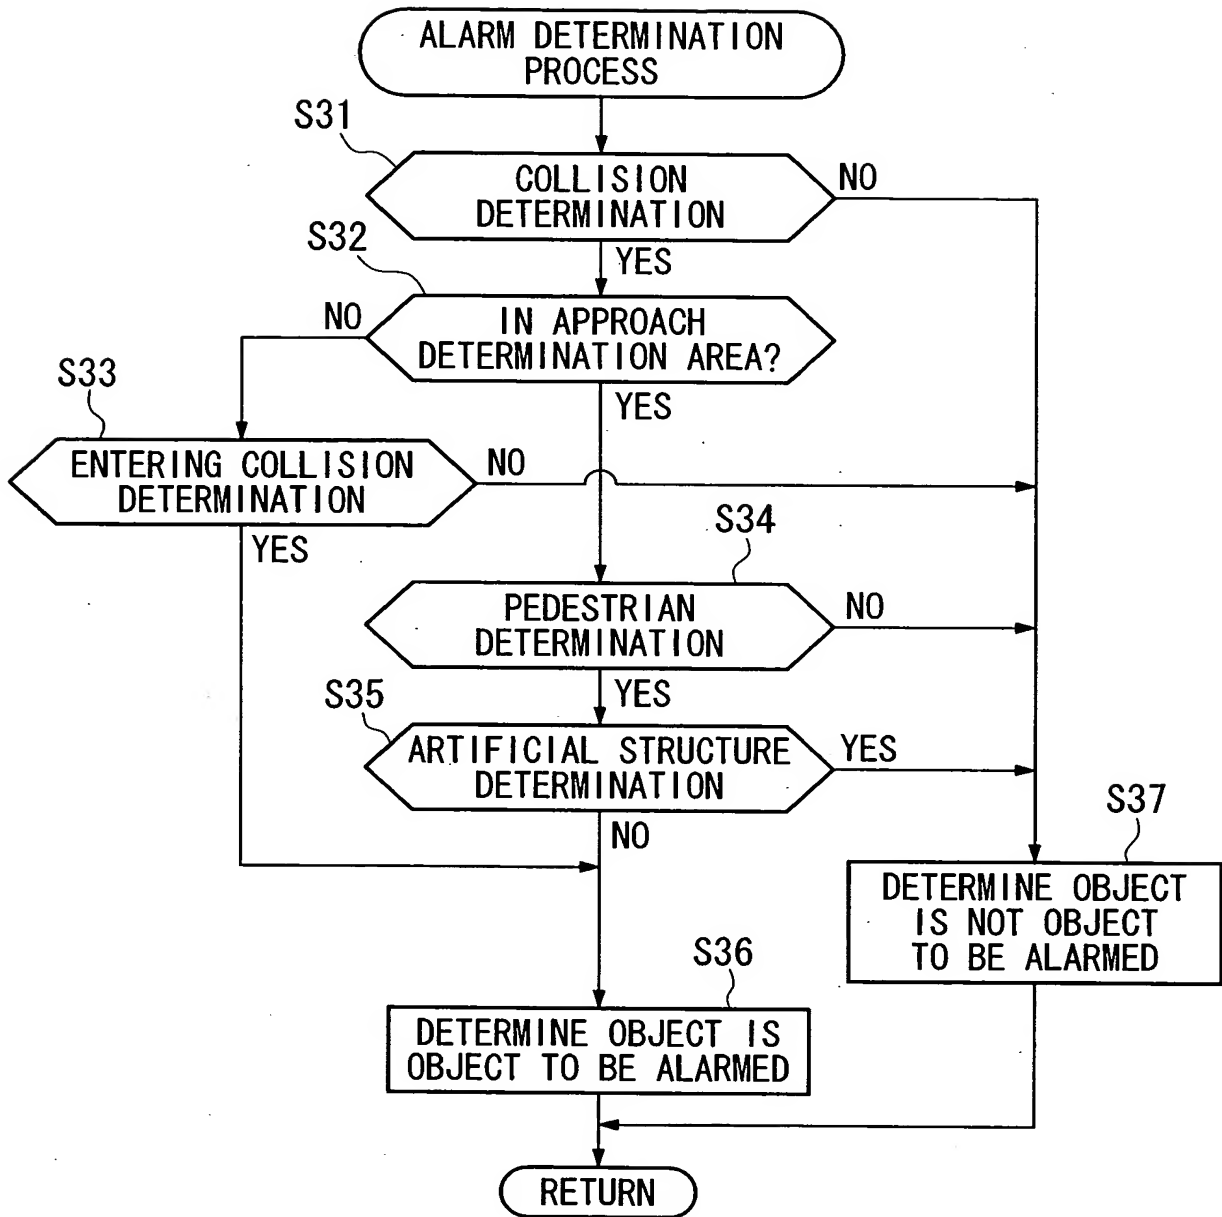 ALARM DETERMINATION
PROCESS
S31
COLLISION
DETERMINATION
NO
YES
S32
IN APPROACH
DETERMINATION AREA?
NO
YES
S33
ENTERING COLLISION
DETERMINATION
NO
YES
S34
PEDESTRIAN
DETERMINATION
NO
YES
S35
ARTIFICIAL STRUCTURE
DETERMINATION
YES
NO
S37
DETERMINE OBJECT
IS NOT OBJECT
TO BE ALARMED
S36
DETERMINE OBJECT IS
OBJECT TO BE ALARMED
RETURN